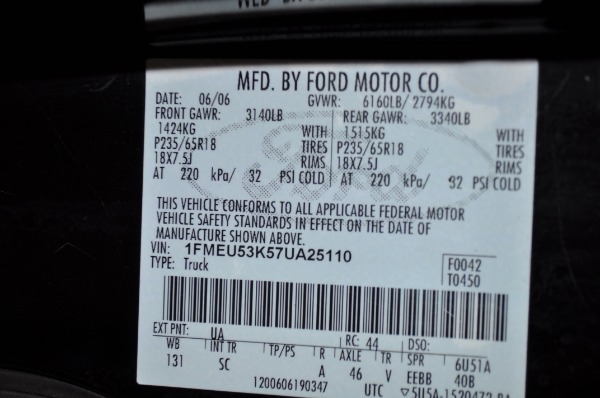 MFD. BY FORD MOTOR CO.
DATE: 06/06 GVWR: 6160LB/ 2794KG
FRONT GAWR: 3140LB REAR GAWR: 3340LB
1424KG WITH 1515KG WITH
P235/65R18 TIRES P235/65R18 TIRES
18X7.5J RIMS 18X7.5J RIMS
AT 220 kPa/ 32 PSI COLD AT 220 kPa/ 32 PSI COLD
THIS VEHICLE CONFORMS TO ALL APPLICABLE FEDERAL MOTOR
VEHICLE SAFETY STANDARDS IN EFFECT ON THE DATE OF
MANUFACTURE SHOWN ABOVE.
VIN: 1FMEU53K57UA25110
TYPE: Truck F0042
T0450
EXT PNT: UA RC: 44 DSO:
WB INT TR TP/PS R AXLE TR SPR 6U51A
131 SC A 46 V EEBB 40B
1200606190347 UTC ▽5U5A-1520472-BA